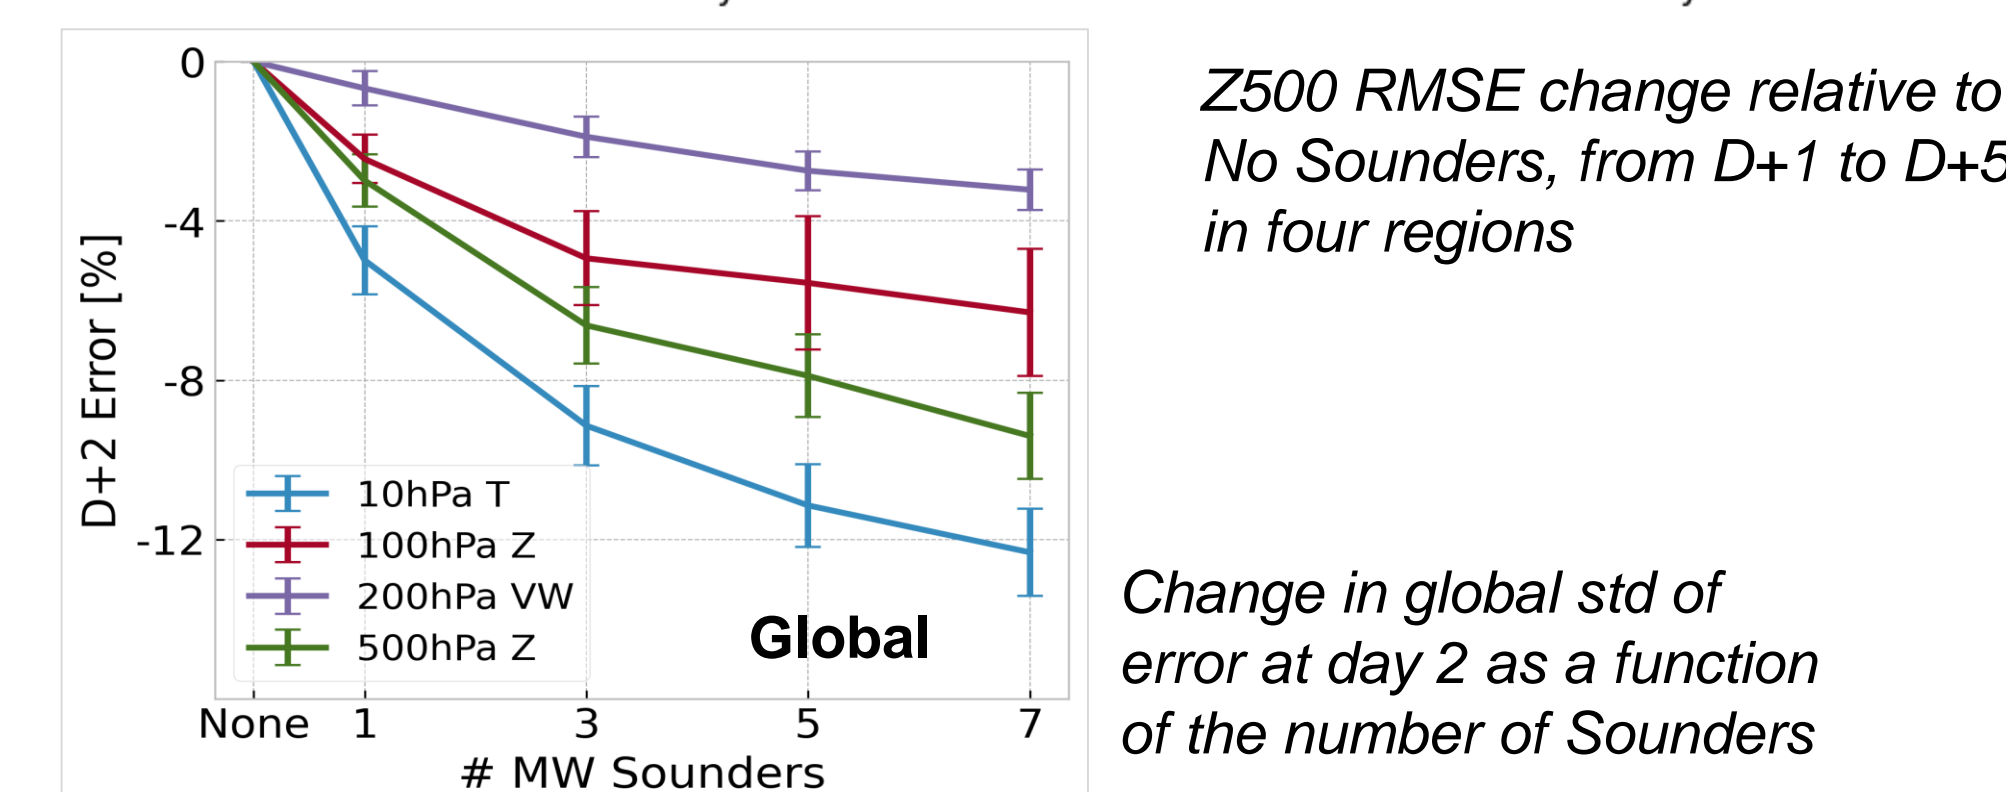 0
-4
-8
-12
D+2 Error [%]
10hPa T
100hPa Z
200hPa VW
500hPa Z
Global
None 1 3 5 7
# MW Sounders
Z500 RMSE change relative to
No Sounders, from D+1 to D+5
in four regions
Change in global std of
error at day 2 as a function
of the number of Sounders